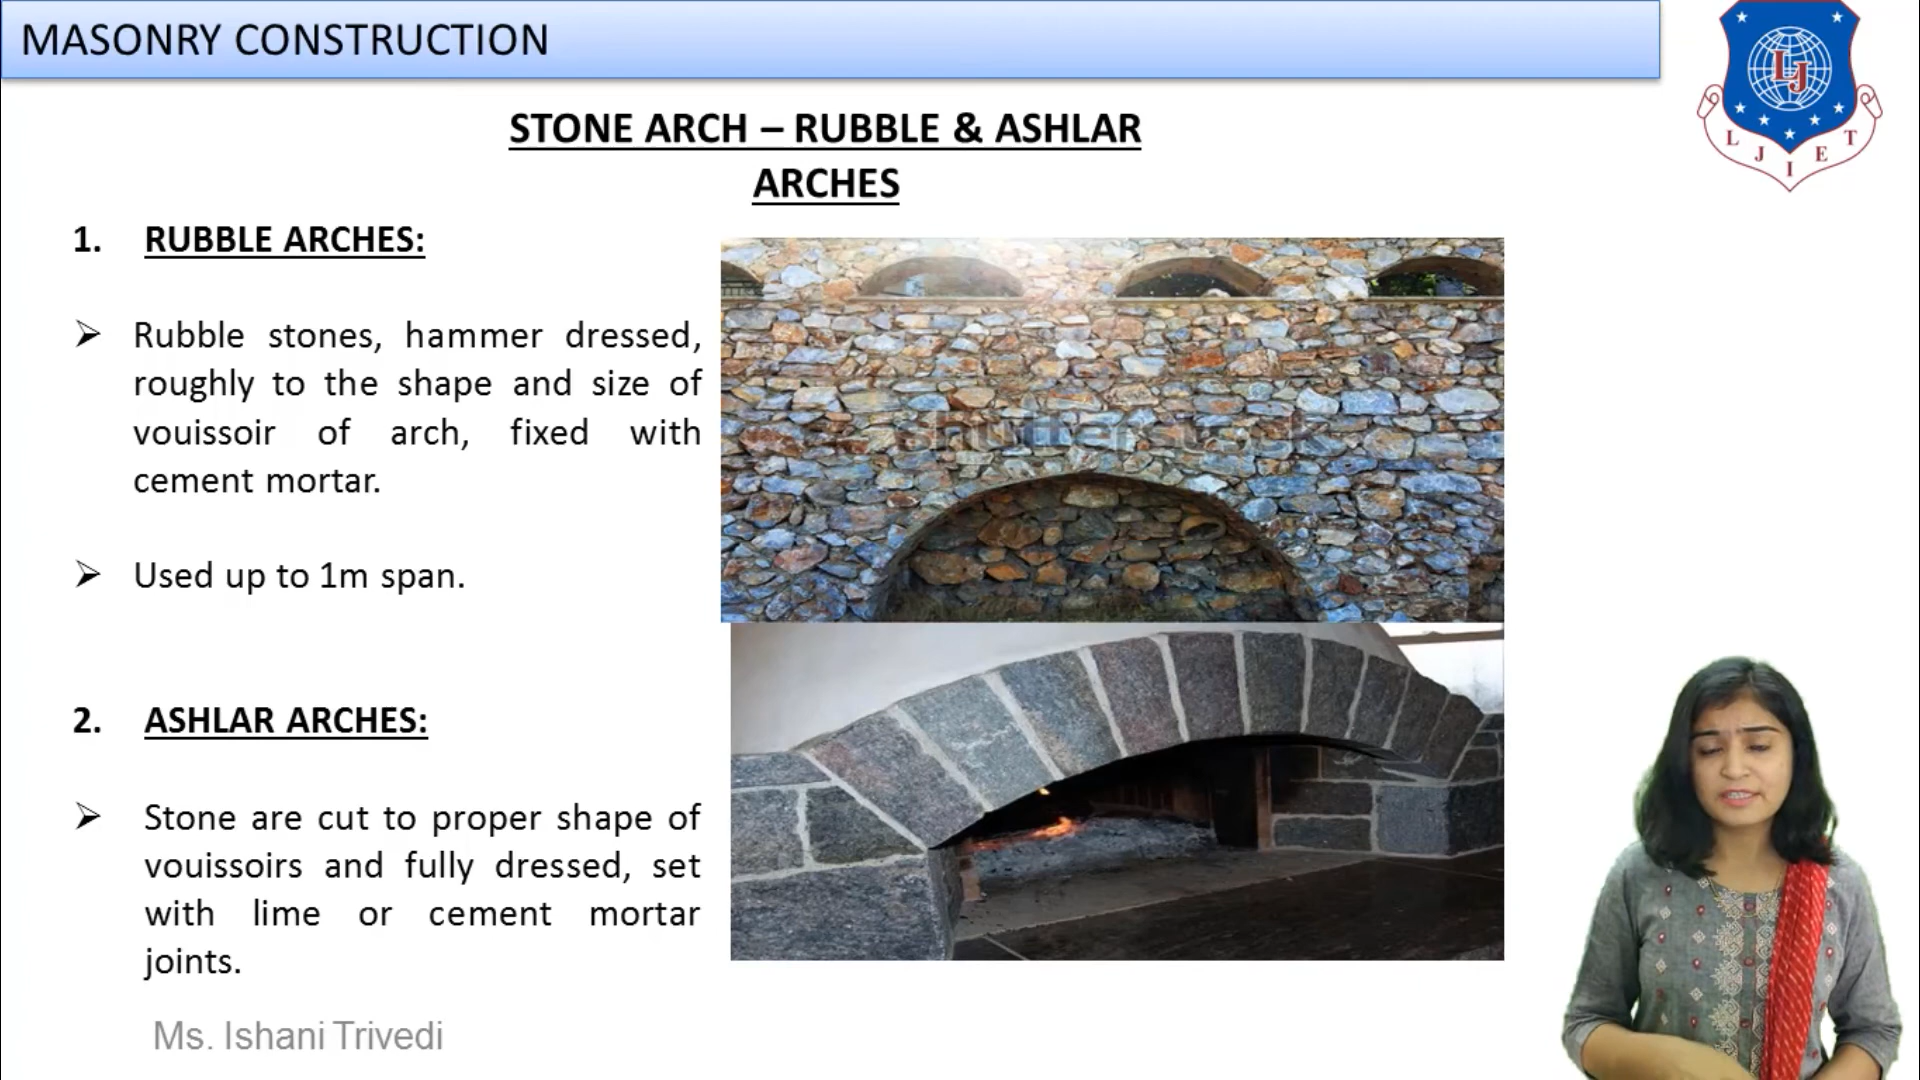 MASONRY CONSTRUCTION
STONE ARCH – RUBBLE & ASHLAR
ARCHES
1. RUBBLE ARCHES:
➢ Rubble stones, hammer dressed,
roughly to the shape and size of
vouissoir of arch, fixed with
cement mortar.
➢ Used up to 1m span.
2. ASHLAR ARCHES:
➢ Stone are cut to proper shape of
vouissoirs and fully dressed, set
with lime or cement mortar
joints.
Ms. Ishani Trivedi
shutterstock
LJ
L J I E T